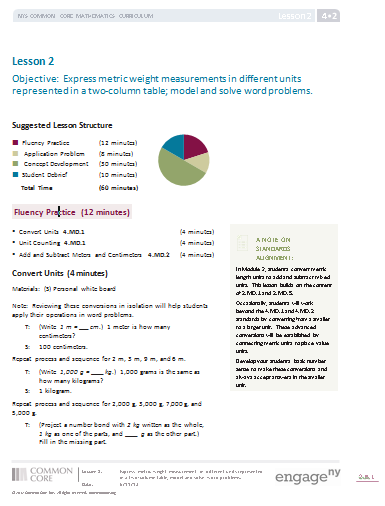 NYS COMMON CORE MATHEMATICS CURRICULUM
Lesson 2
4•2
Lesson 2
Objective: Express metric weight measurements in different units
represented in a two-column table; model and solve word problems.
Suggested Lesson Structure
Fluency Practice (12 minutes)
Application Problem (8 minutes)
Concept Development (30 minutes)
Student Debrief (10 minutes)
Total Time (60 minutes)
Fluency Practice (12 minutes)
• Convert Units 4.MD.1 (4 minutes)
• Unit Counting 4.MD.1 (4 minutes)
• Add and Subtract Meters and Centimeters 4.MD.2 (4 minutes)
Convert Units (4 minutes)
Materials: (S) Personal white board
Note: Reviewing these conversions in isolation will help students
apply their operations in word problems.
T: (Write 1 m = ___ cm.) 1 meter is how many
centimeters?
S: 100 centimeters.
Repeat process and sequence for 2 m, 3 m, 9 m, and 6 m.
T: (Write 1,000 g = ____ kg.) 1,000 grams is the same as
how many kilograms?
S: 1 kilogram.
Repeat process and sequence for 2,000 g, 3,000 g, 7,000 g, and
5,000 g.
T: (Project a number bond with 2 kg written as the whole,
1 kg as one of the parts, and ____ g as the other part.)
Fill in the missing part.
A NOTE ON
STANDARDS
ALIGNMENT:
In Module 2, students convert metric
length units to add and subtract mixed
units. This lesson builds on the content
of 2.MD.1 and 2.MD.5.
Occasionally, students will work
beyond the 4.MD.1 and 4.MD.2
standards by converting from a smaller
to a larger unit. These advanced
conversions will be established by
connecting metric units to place value
units.
Develop your students' basic number
sense to make these conversions and
always accept answers in the smaller
unit.
COMMON
CORE
Lesson 2:
Date:
Express metric weight measurements in different units represented
in a two-column table; model and solve word problems.
engage ny